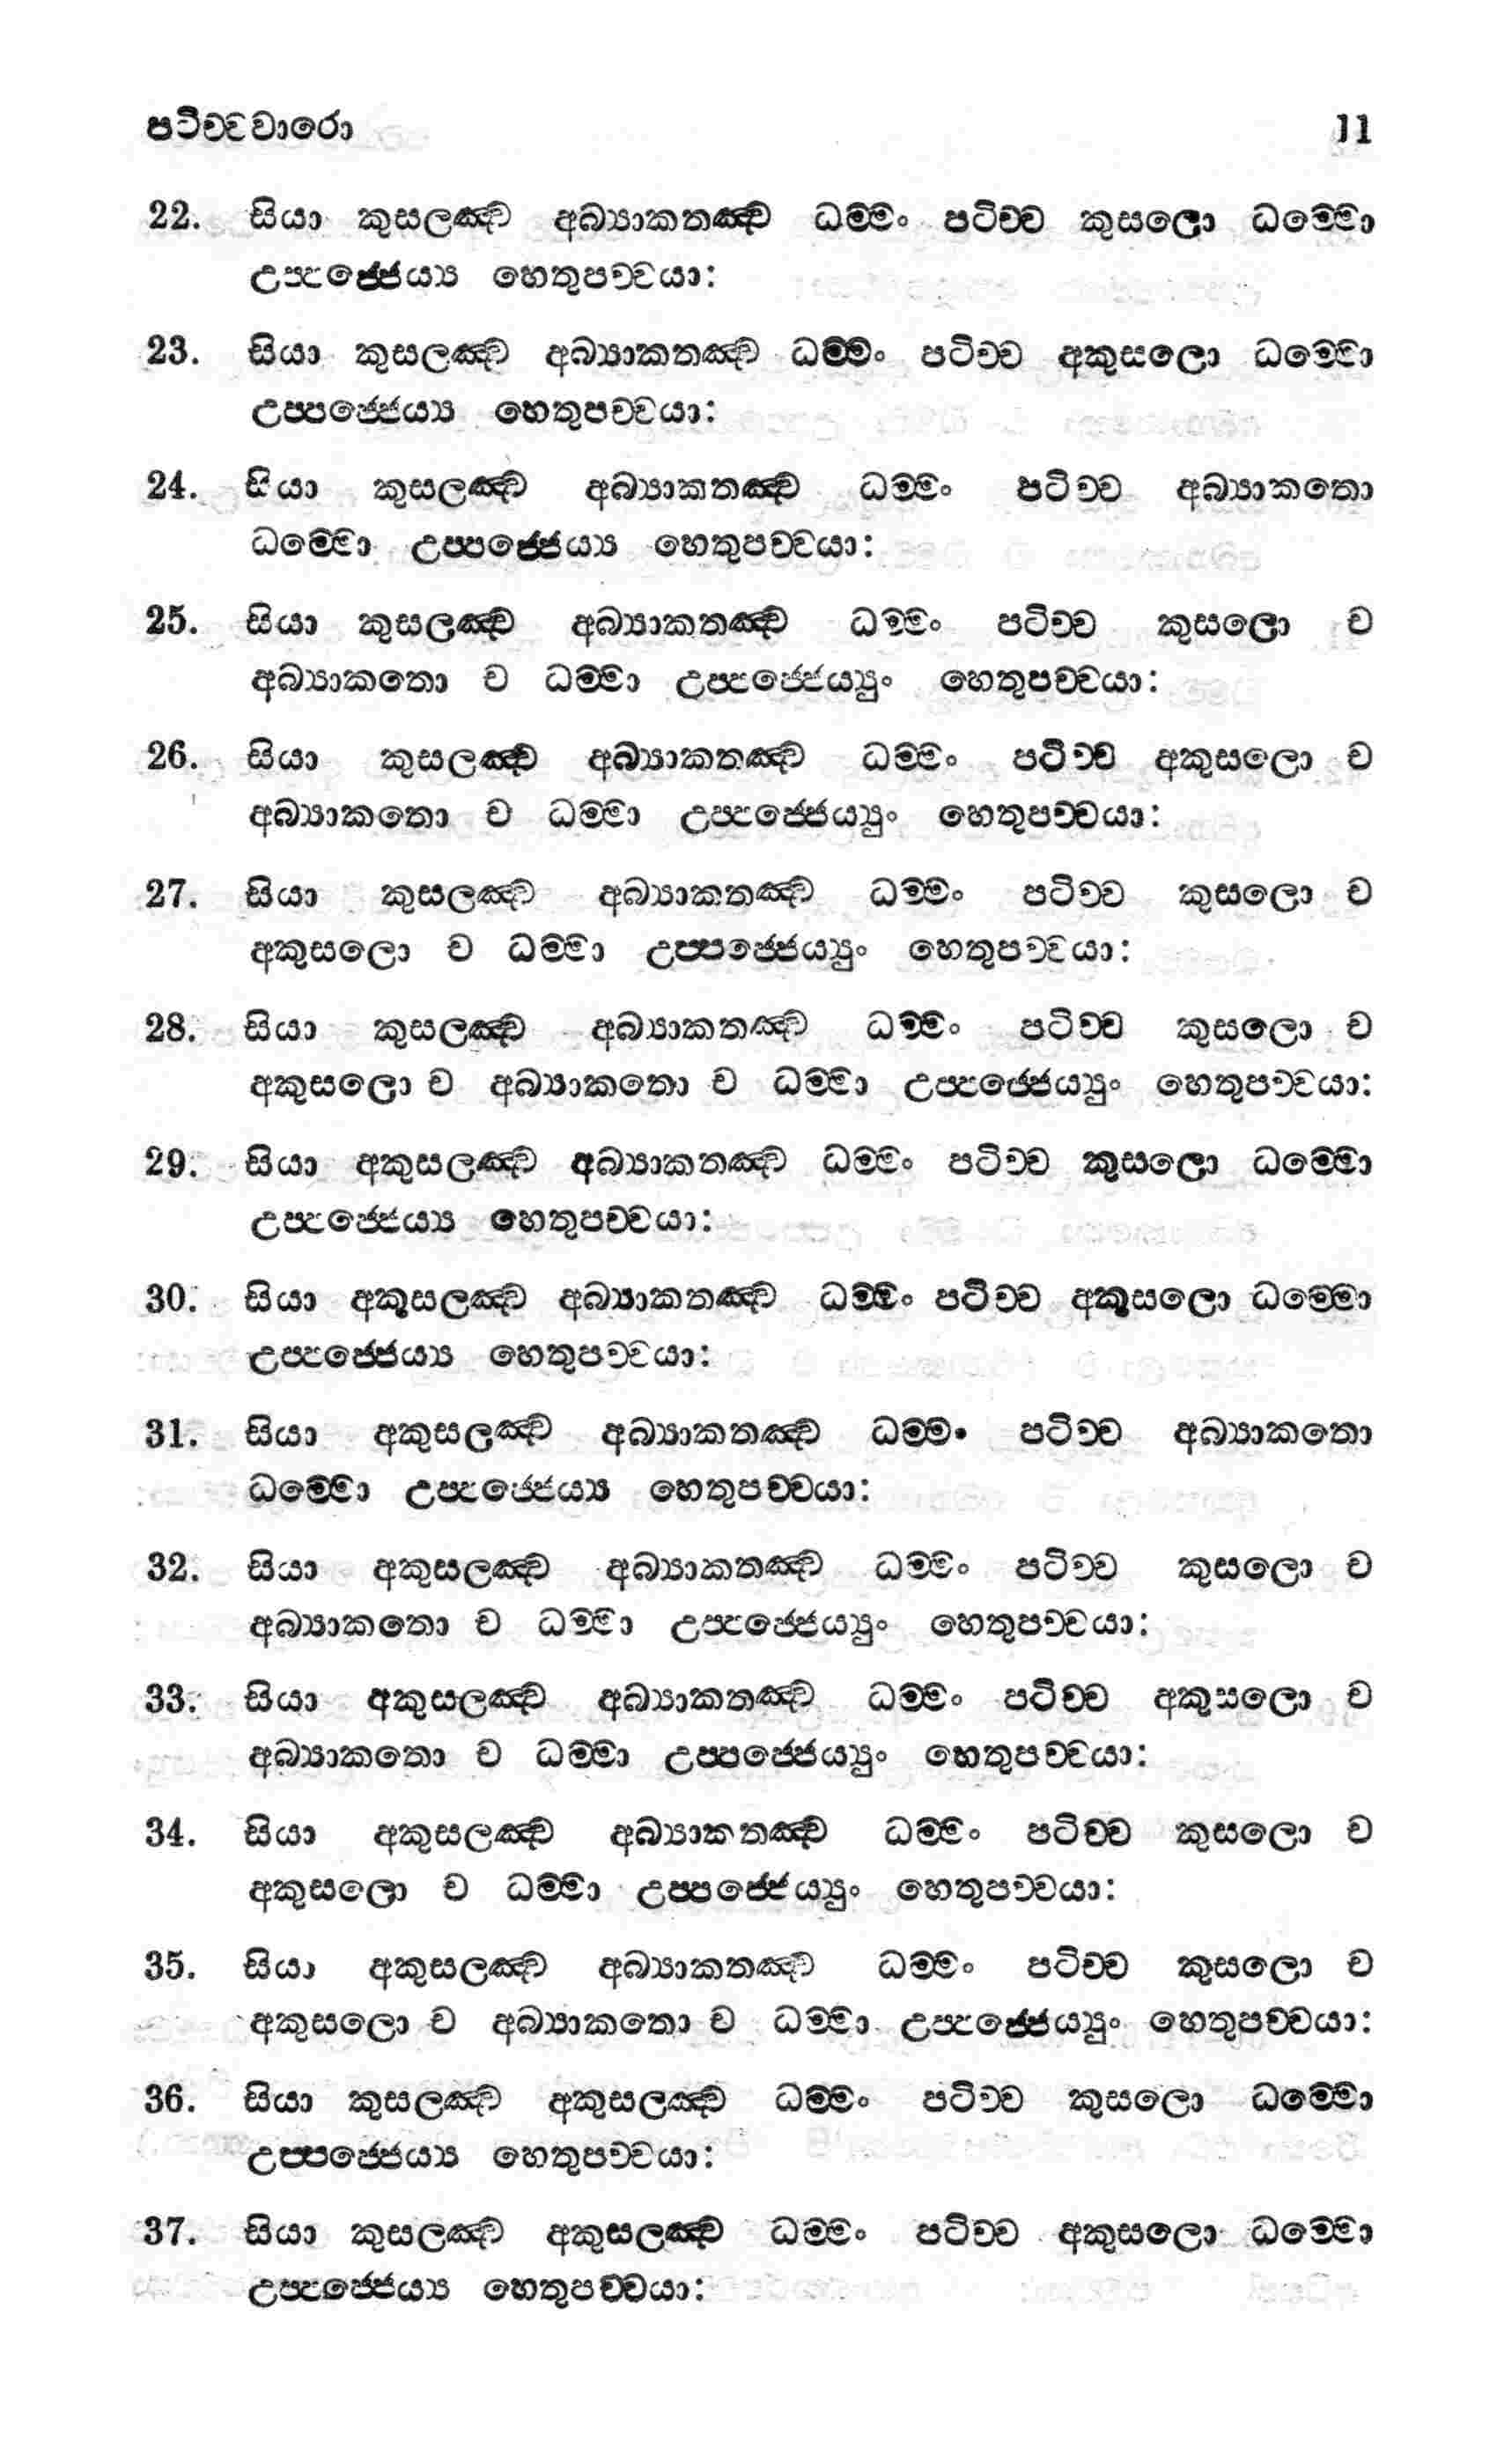 පටිච්චවාරො 11
22. සියා කුසලඤ්ච අබ්‍යාකතඤ්ච ධම්මං පටිච්ච කුසලො ධම්මො
උප්පජ්ජෙය්‍ය හෙතුපච්චයා:
23. සියා කුසලඤ්ච අබ්‍යාකතඤ්ච ධම්මං පටිච්ච අකුසලො ධම්මො
උප්පජ්ජෙය්‍ය හෙතුපච්චයා:
24. සියා කුසලඤ්ච අබ්‍යාකතඤ්ච ධම්මං පටිච්ච අබ්‍යාකතො
ධම්මො උප්පජ්ජෙය්‍ය හෙතුපච්චයා:
25. සියා කුසලඤ්ච අබ්‍යාකතඤ්ච ධම්මං පටිච්ච කුසලො ච
අබ්‍යාකතො ච ධම්මා උප්පජ්ජෙය්‍යුං හෙතුපච්චයා:
26. සියා කුසලඤ්ච අබ්‍යාකතඤ්ච ධම්මං පටිච්ච අකුසලො ච
අබ්‍යාකතො ච ධම්මා උප්පජ්ජෙය්‍යුං හෙතුපච්චයා:
27. සියා කුසලඤ්ච අබ්‍යාකතඤ්ච ධම්මං පටිච්ච කුසලො ච
අකුසලො ච ධම්මා උප්පජ්ජෙය්‍යුං හෙතුපච්චයා:
28. සියා කුසලඤ්ච අබ්‍යාකතඤ්ච ධම්මං පටිච්ච කුසලො ච
අකුසලො ච අබ්‍යාකතො ච ධම්මා උප්පජ්ජෙය්‍යුං හෙතුපච්චයා:
29. සියා අකුසලඤ්ච අබ්‍යාකතඤ්ච ධම්මං පටිච්ච කුසලො ධම්මො
උප්පජ්ජෙය්‍ය හෙතුපච්චයා:
30. සියා අකුසලඤ්ච අබ්‍යාකතඤ්ච ධම්මං පටිච්ච අකුසලො ධම්මො
උප්පජ්ජෙය්‍ය හෙතුපච්චයා:
31. සියා අකුසලඤ්ච අබ්‍යාකතඤ්ච ධම්මං පටිච්ච අබ්‍යාකතො
ධම්මො උප්පජ්ජෙය්‍ය හෙතුපච්චයා:
32. සියා අකුසලඤ්ච අබ්‍යාකතඤ්ච ධම්මං පටිච්ච කුසලො ච
අබ්‍යාකතො ච ධම්මා උප්පජ්ජෙය්‍යුං හෙතුපච්චයා:
33. සියා අකුසලඤ්ච අබ්‍යාකතඤ්ච ධම්මං පටිච්ච අකුසලො ච
අබ්‍යාකතො ච ධම්මා උප්පජ්ජෙය්‍යුං හෙතුපච්චයා:
34. සියා අකුසලඤ්ච අබ්‍යාකතඤ්ච ධම්මං පටිච්ච කුසලො ච
අකුසලො ච ධම්මා උප්පජ්ජෙය්‍යුං හෙතුපච්චයා:
35. සියා අකුසලඤ්ච අබ්‍යාකතඤ්ච ධම්මං පටිච්ච කුසලො ච
අකුසලො ච අබ්‍යාකතො ච ධම්මා උප්පජ්ජෙය්‍යුං හෙතුපච්චයා:
36. සියා කුසලඤ්ච අකුසලඤ්ච ධම්මං පටිච්ච කුසලො ධම්මො
උප්පජ්ජෙය්‍ය හෙතුපච්චයා:
37. සියා කුසලඤ්ච අකුසලඤ්ච ධම්මං පටිච්ච අකුසලො ධම්මො
උප්පජ්ජෙය්‍ය හෙතුපච්චයා: